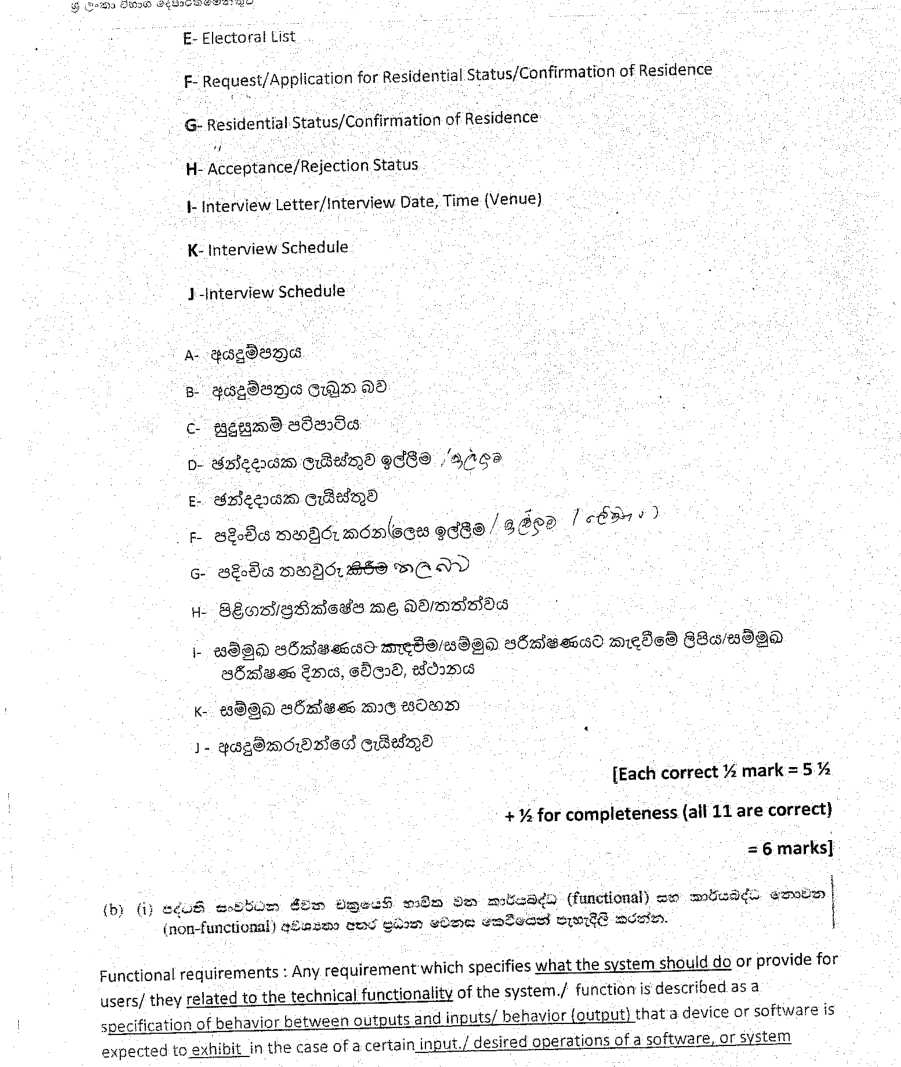 ශ්‍රී ලංකා විභාග දෙපාර්තමේන්තුව
E- Electoral List
F- Request/Application for Residential Status/Confirmation of Residence
G- Residential Status/Confirmation of Residence
H- Acceptance/Rejection Status
I- Interview Letter/Interview Date, Time (Venue)
K- Interview Schedule
J -Interview Schedule
A- අයදුම්පත්‍රය
B- අයදුම්පත්‍රය ලැබුන බව
C- සුදුසුකම් පටිපාටිය
D- ඡන්දදායක ලැයිස්තුව ඉල්ලීම /ඉල්ලුම
E- ඡන්දදායක ලැයිස්තුව
F- පදිංචිය තහවුරු කරන(ලෙස ඉල්ලීම / ඉල්ලුම /
G- පදිංචිය තහවුරු කිරීම කල බව
H- පිළිගත්/ප්‍රතික්ෂේප කළ බව/තත්ත්වය
i- සම්මුඛ පරීක්ෂණයට කැඳවීම/සම්මුඛ පරීක්ෂණයට කැඳවීමේ ලිපිය/සම්මුඛ
පරීක්ෂණ දිනය, වේලාව, ස්ථානය
K- සම්මුඛ පරීක්ෂණ කාල සටහන
J - අයදුම්කරුවන්ගේ ලැයිස්තුව
[Each correct ½ mark = 5 ½
+ ½ for completeness (all 11 are correct)
= 6 marks]
(b) (i) පද්ධති සංවර්ධන ජීවන චක්‍රයෙහි භාවිත වන කාර්යබද්ධ (functional) සහ කාර්යබද්ධ නොවන
(non-functional) අවශ්‍යතා අතර ප්‍රධාන වෙනස කෙටියෙන් පැහැදිලි කරන්න.
Functional requirements : Any requirement which specifies what the system should do or provide for
users/ they related to the technical functionality of the system./ function is described as a
specification of behavior between outputs and inputs/ behavior (output) that a device or software is
expected to exhibit in the case of a certain input./ desired operations of a software, or system